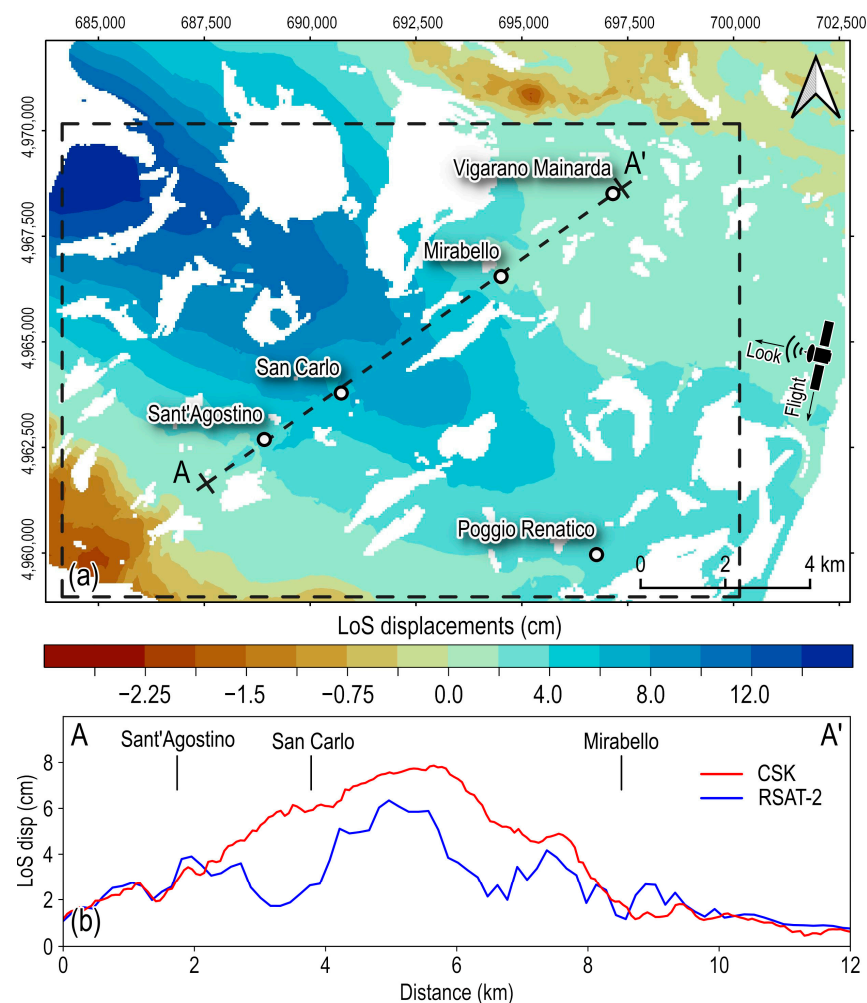 685,000 687,500 690,000 692,500 695,000 697,500 700,000 702,500
4,970,000
4,967,500
4,965,000
4,962,500
4,960,000
Vigarano Mainarda
A'
Mirabello
San Carlo
Sant'Agostino
A
Poggio Renatico
Look
Flight
(a)
0 2 4 km
LoS displacements (cm)
−2.25 −1.5 −0.75 0.0 4.0 8.0 12.0
A Sant'Agostino San Carlo Mirabello A'
CSK
RSAT-2
LoS disp (cm)
8
6
4
2
0
(b)
0 2 4 6 8 10 12
Distance (km)